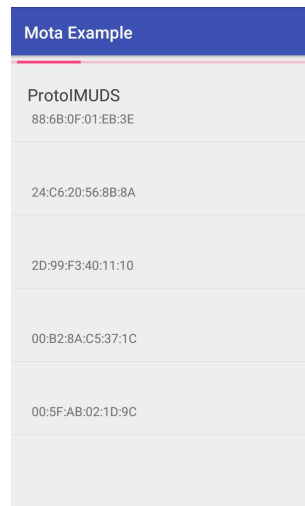 Mota Example
ProtoIMUDS
88:6B:0F:01:EB:3E
24:C6:20:56:8B:8A
2D:99:F3:40:11:10
00:B2:8A:C5:37:1C
00:5F:AB:02:1D:9C